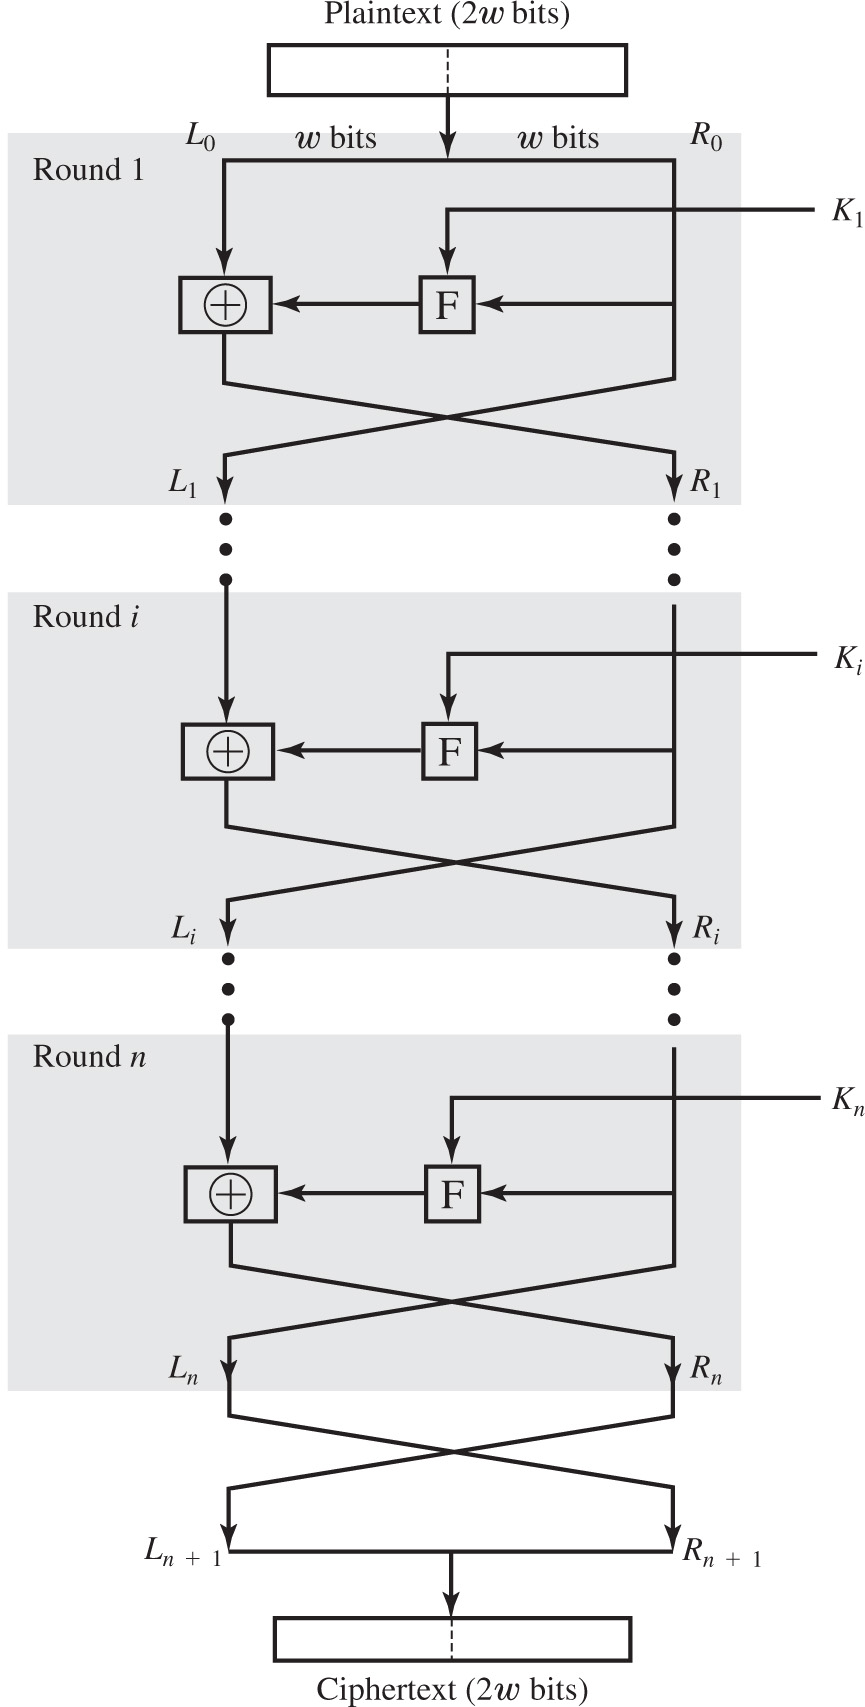 Plaintext (2w bits)
L₀ w bits w bits R₀
Round 1
K₁
⊕ F
L₁ R₁
Round i
Kᵢ
⊕ F
Lᵢ Rᵢ
Round n
Kₙ
⊕ F
Lₙ Rₙ
Lₙ ₊ ₁ Rₙ ₊ ₁
Ciphertext (2w bits)